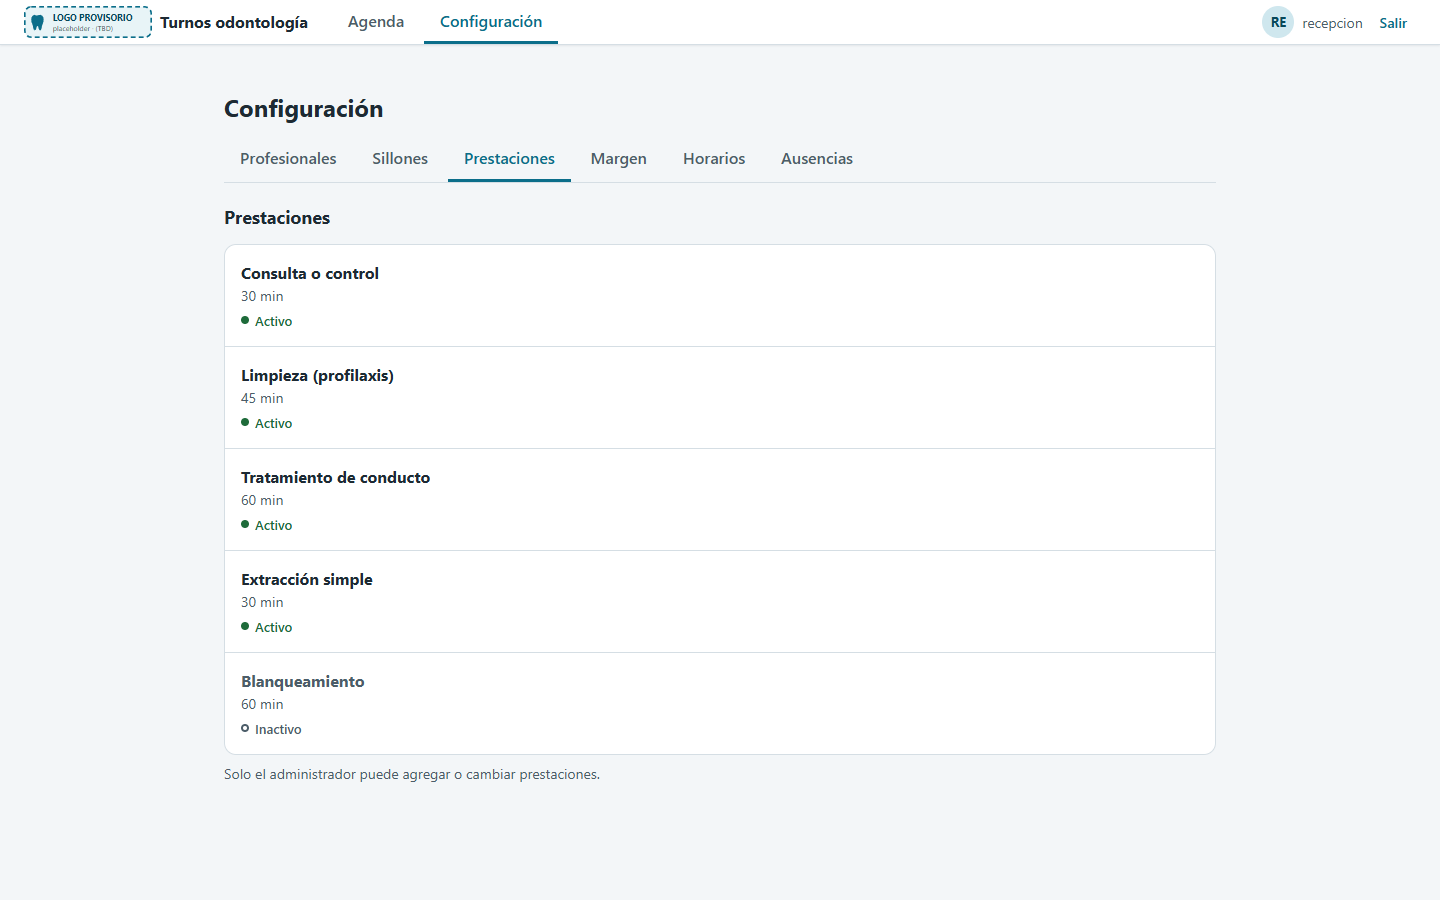 LOGO PROVISORIO
placeholder · (TBD)
Turnos odontología
Agenda
Configuración
RE
recepcion
Salir
Configuración
Profesionales
Sillones
Prestaciones
Margen
Horarios
Ausencias
Prestaciones
Consulta o control
30 min
Activo
Limpieza (profilaxis)
45 min
Activo
Tratamiento de conducto
60 min
Activo
Extracción simple
30 min
Activo
Blanqueamiento
60 min
Inactivo
Solo el administrador puede agregar o cambiar prestaciones.